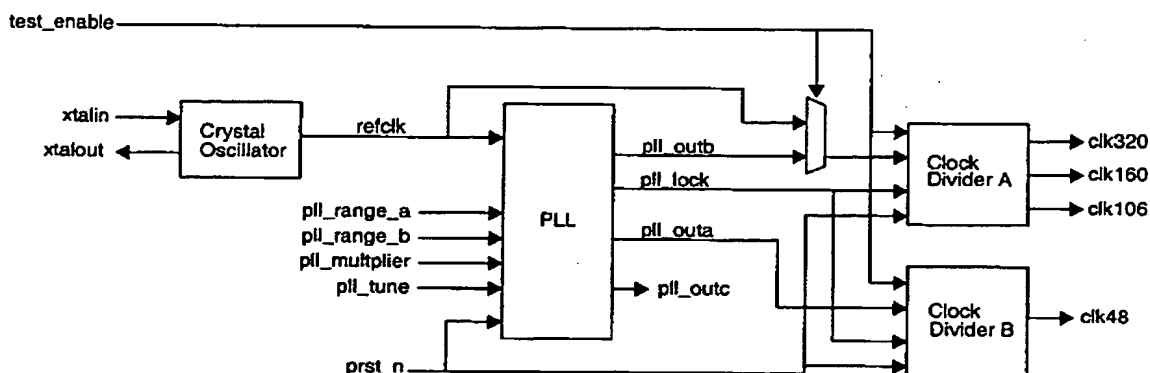 test_enable
xtalin
xtalout
Crystal
Oscillator
refclk
pll_range_a
pll_range_b
pll_multplier
pll_tune
prst_n
PLL
pll_outb
pll_lock
pll_outa
pll_outc
Clock
Divider A
clk320
clk160
clk106
Clock
Divider B
clk48